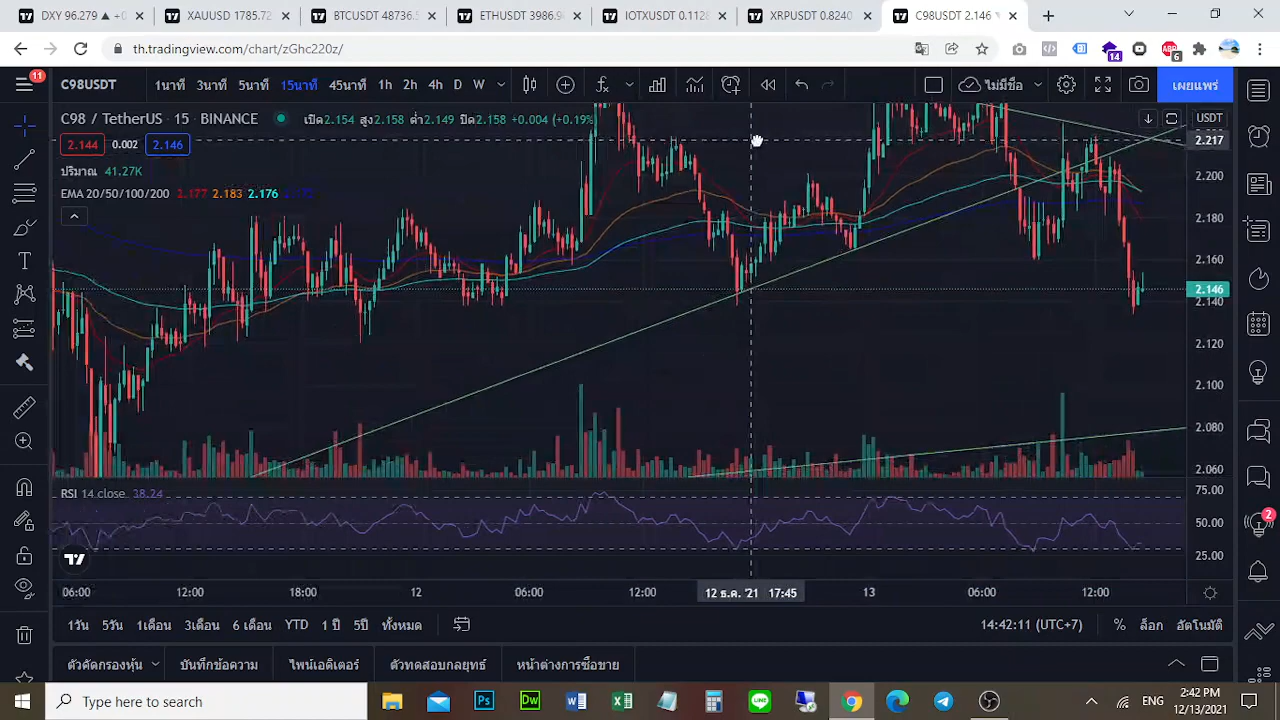 DXY 96.279 ▲ +0
XAUUSD 1785.72
BTCUSDT 48736.5
ETHUSDT 3986.9
IOTXUSDT 0.1128
XRPUSDT 0.8240
C98USDT 2.146
th.tradingview.com/chart/zGhc220z/
14
6
11
C98USDT
1นาที
3นาที
5นาที
15นาที
45นาที
1h
2h
4h
D
W
ไม่มีชื่อ
เผยแพร่
C98 / TetherUS · 15 · BINANCE
เปิด2.154 สูง2.158 ต่ำ2.149 ปิด2.158 +0.004 (+0.19%)
USDT
2.144 0.002 2.146
2.217
ปริมาณ 41.27K
2.200
EMA 20/50/100/200 2.177 2.183 2.176
2.180
2.160
2.146
2.140
2.120
2.100
2.080
2.060
RSI 14 close 38.24
75.00
50.00
25.00
2
06:00
12:00
18:00
12
06:00
12:00
12 ธ.ค. '21 17:45
13
06:00
12:00
1วัน
5วัน
1เดือน
3เดือน
6 เดือน
YTD
1ปี
5ปี
ทั้งหมด
14:42:11 (UTC+7)
%
ล็อก
อัตโนมัติ
ตัวคัดกรองหุ้น
บันทึกข้อความ
ไพน์เอดิเตอร์
ตัวทดสอบกลยุทธ์
หน้าต่างการซื้อขาย
Type here to search
Ps
Dw
LINE
ENG
2:42 PM
12/13/2021